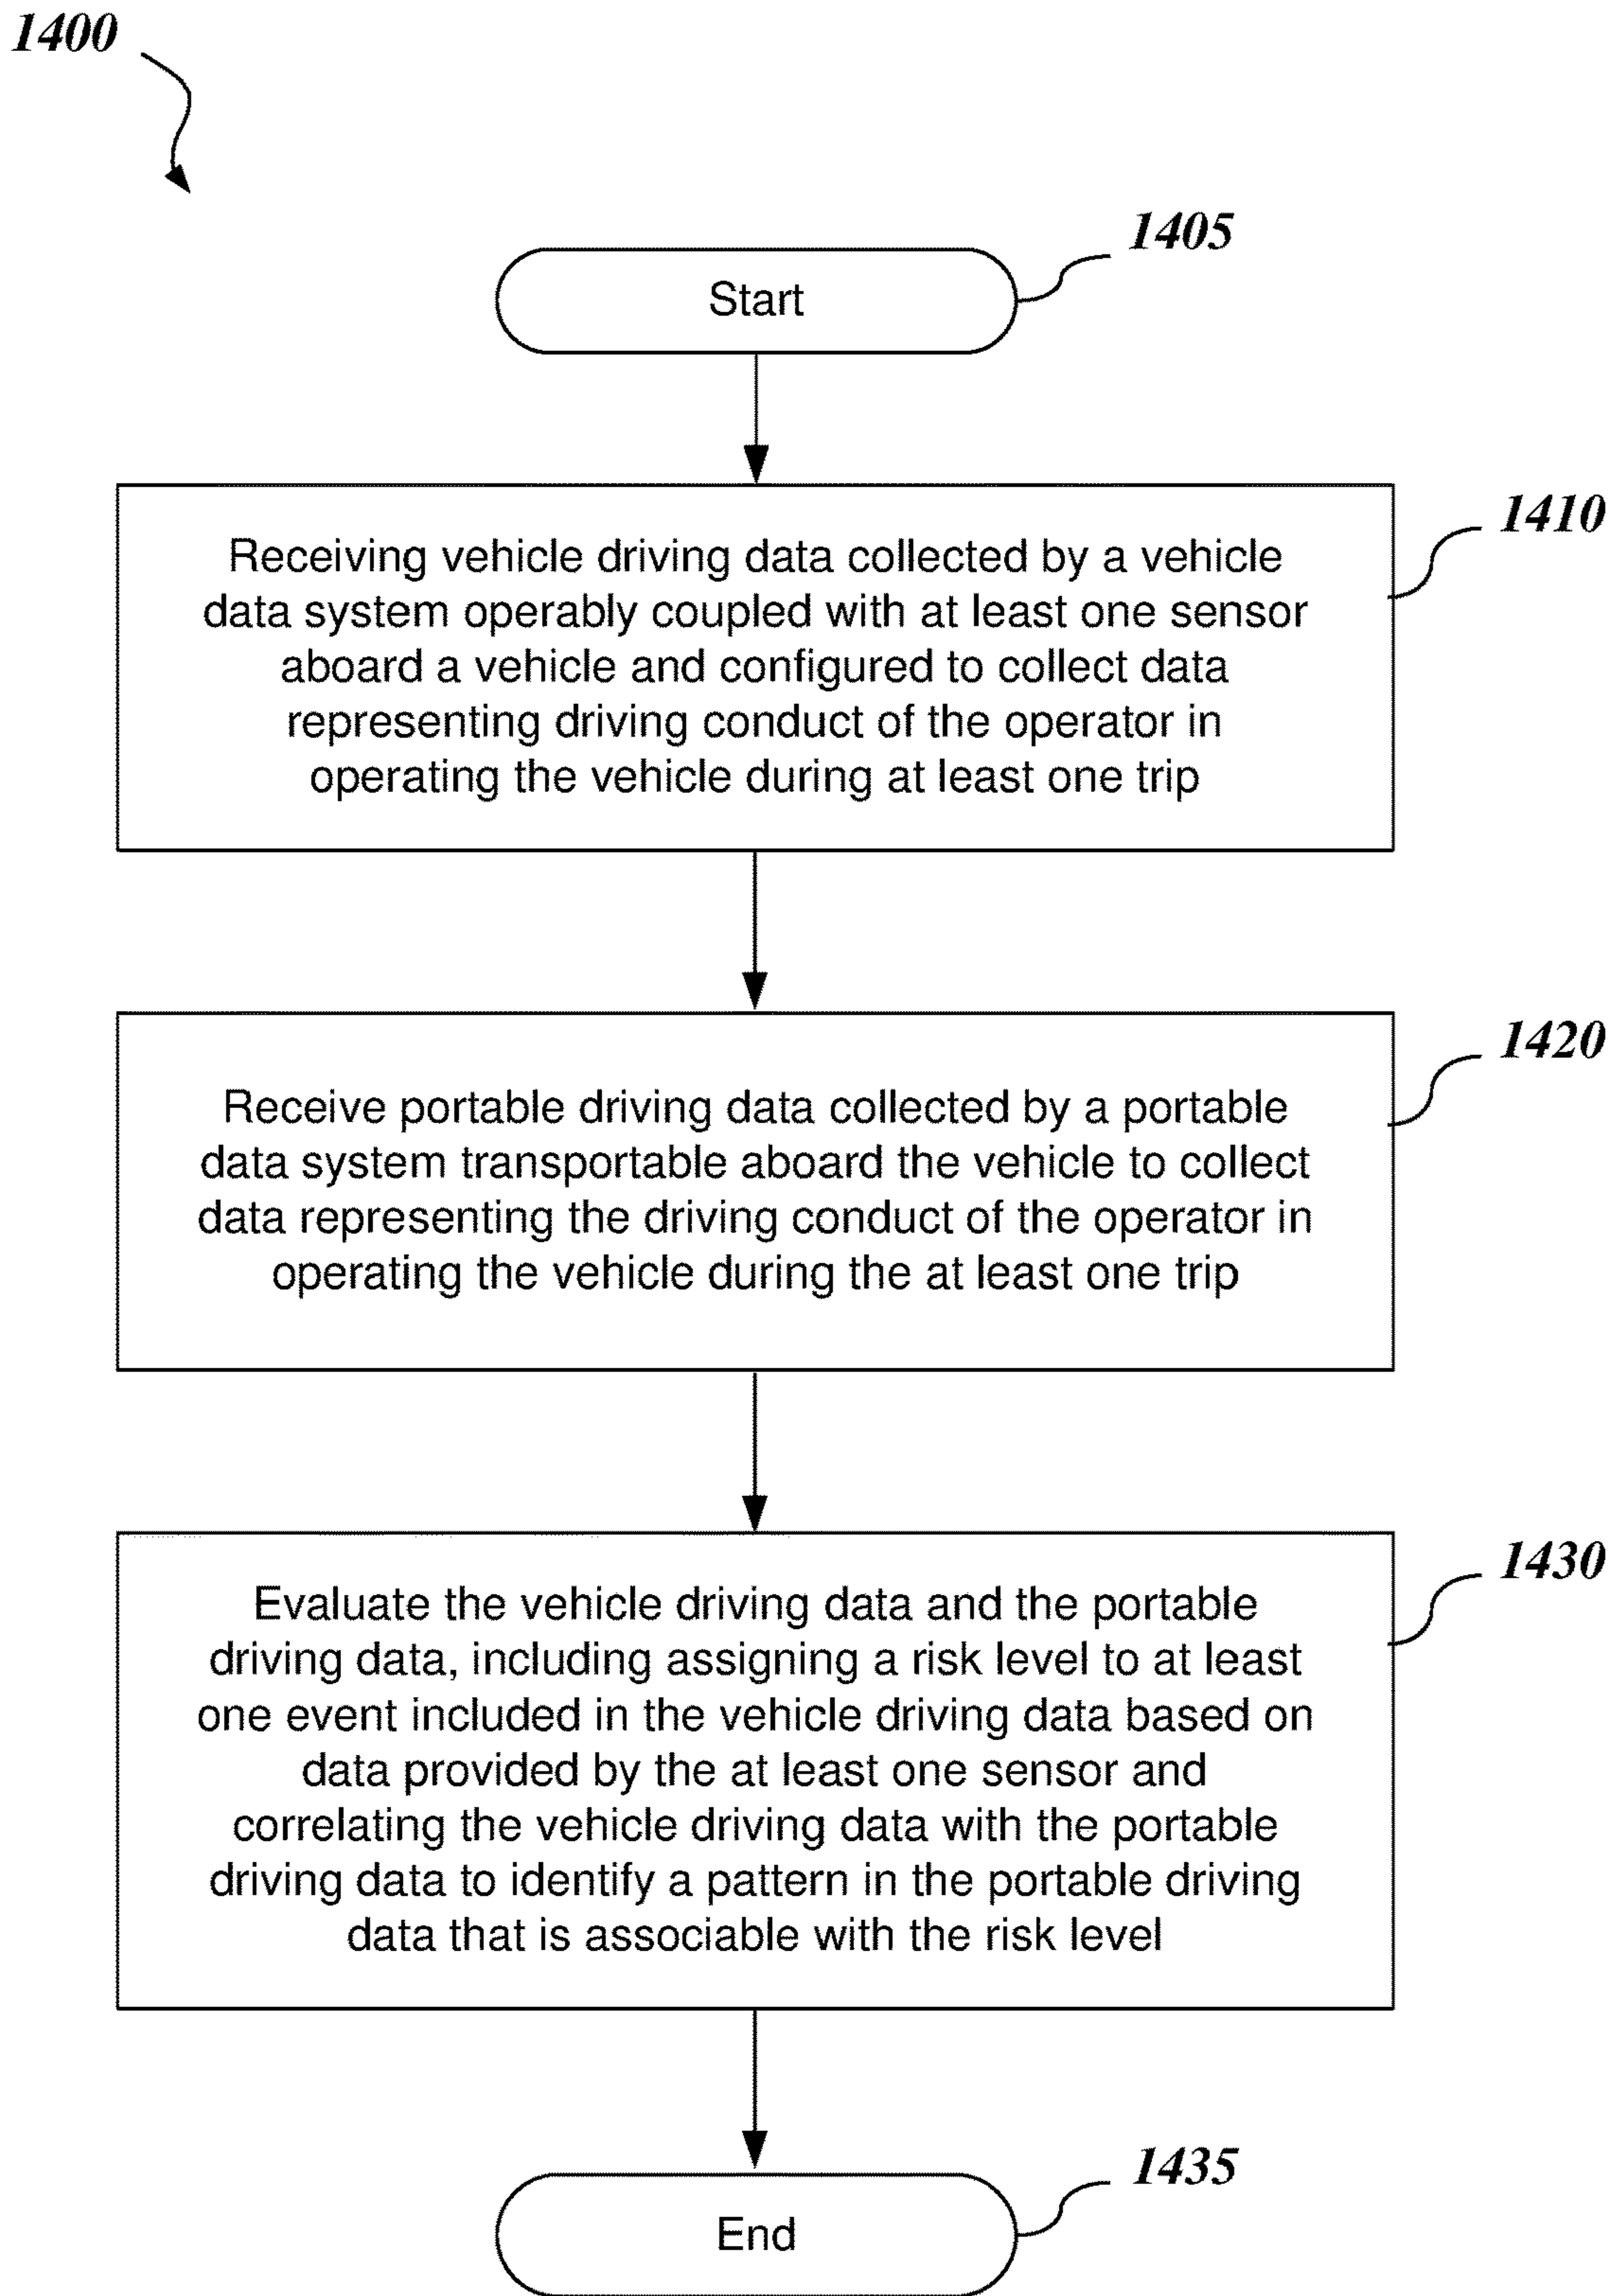 1400
1405
Start
1410
Receiving vehicle driving data collected by a vehicle
data system operably coupled with at least one sensor
aboard a vehicle and configured to collect data
representing driving conduct of the operator in
operating the vehicle during at least one trip
1420
Receive portable driving data collected by a portable
data system transportable aboard the vehicle to collect
data representing the driving conduct of the operator in
operating the vehicle during the at least one trip
1430
Evaluate the vehicle driving data and the portable
driving data, including assigning a risk level to at least
one event included in the vehicle driving data based on
data provided by the at least one sensor and
correlating the vehicle driving data with the portable
driving data to identify a pattern in the portable driving
data that is associable with the risk level
1435
End